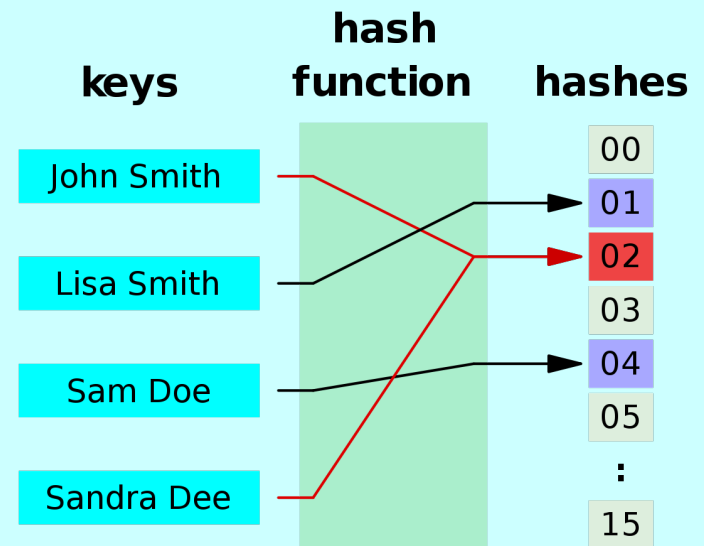 keys
hash
function
hashes
John Smith
Lisa Smith
Sam Doe
Sandra Dee
00
01
02
03
04
05
:
15